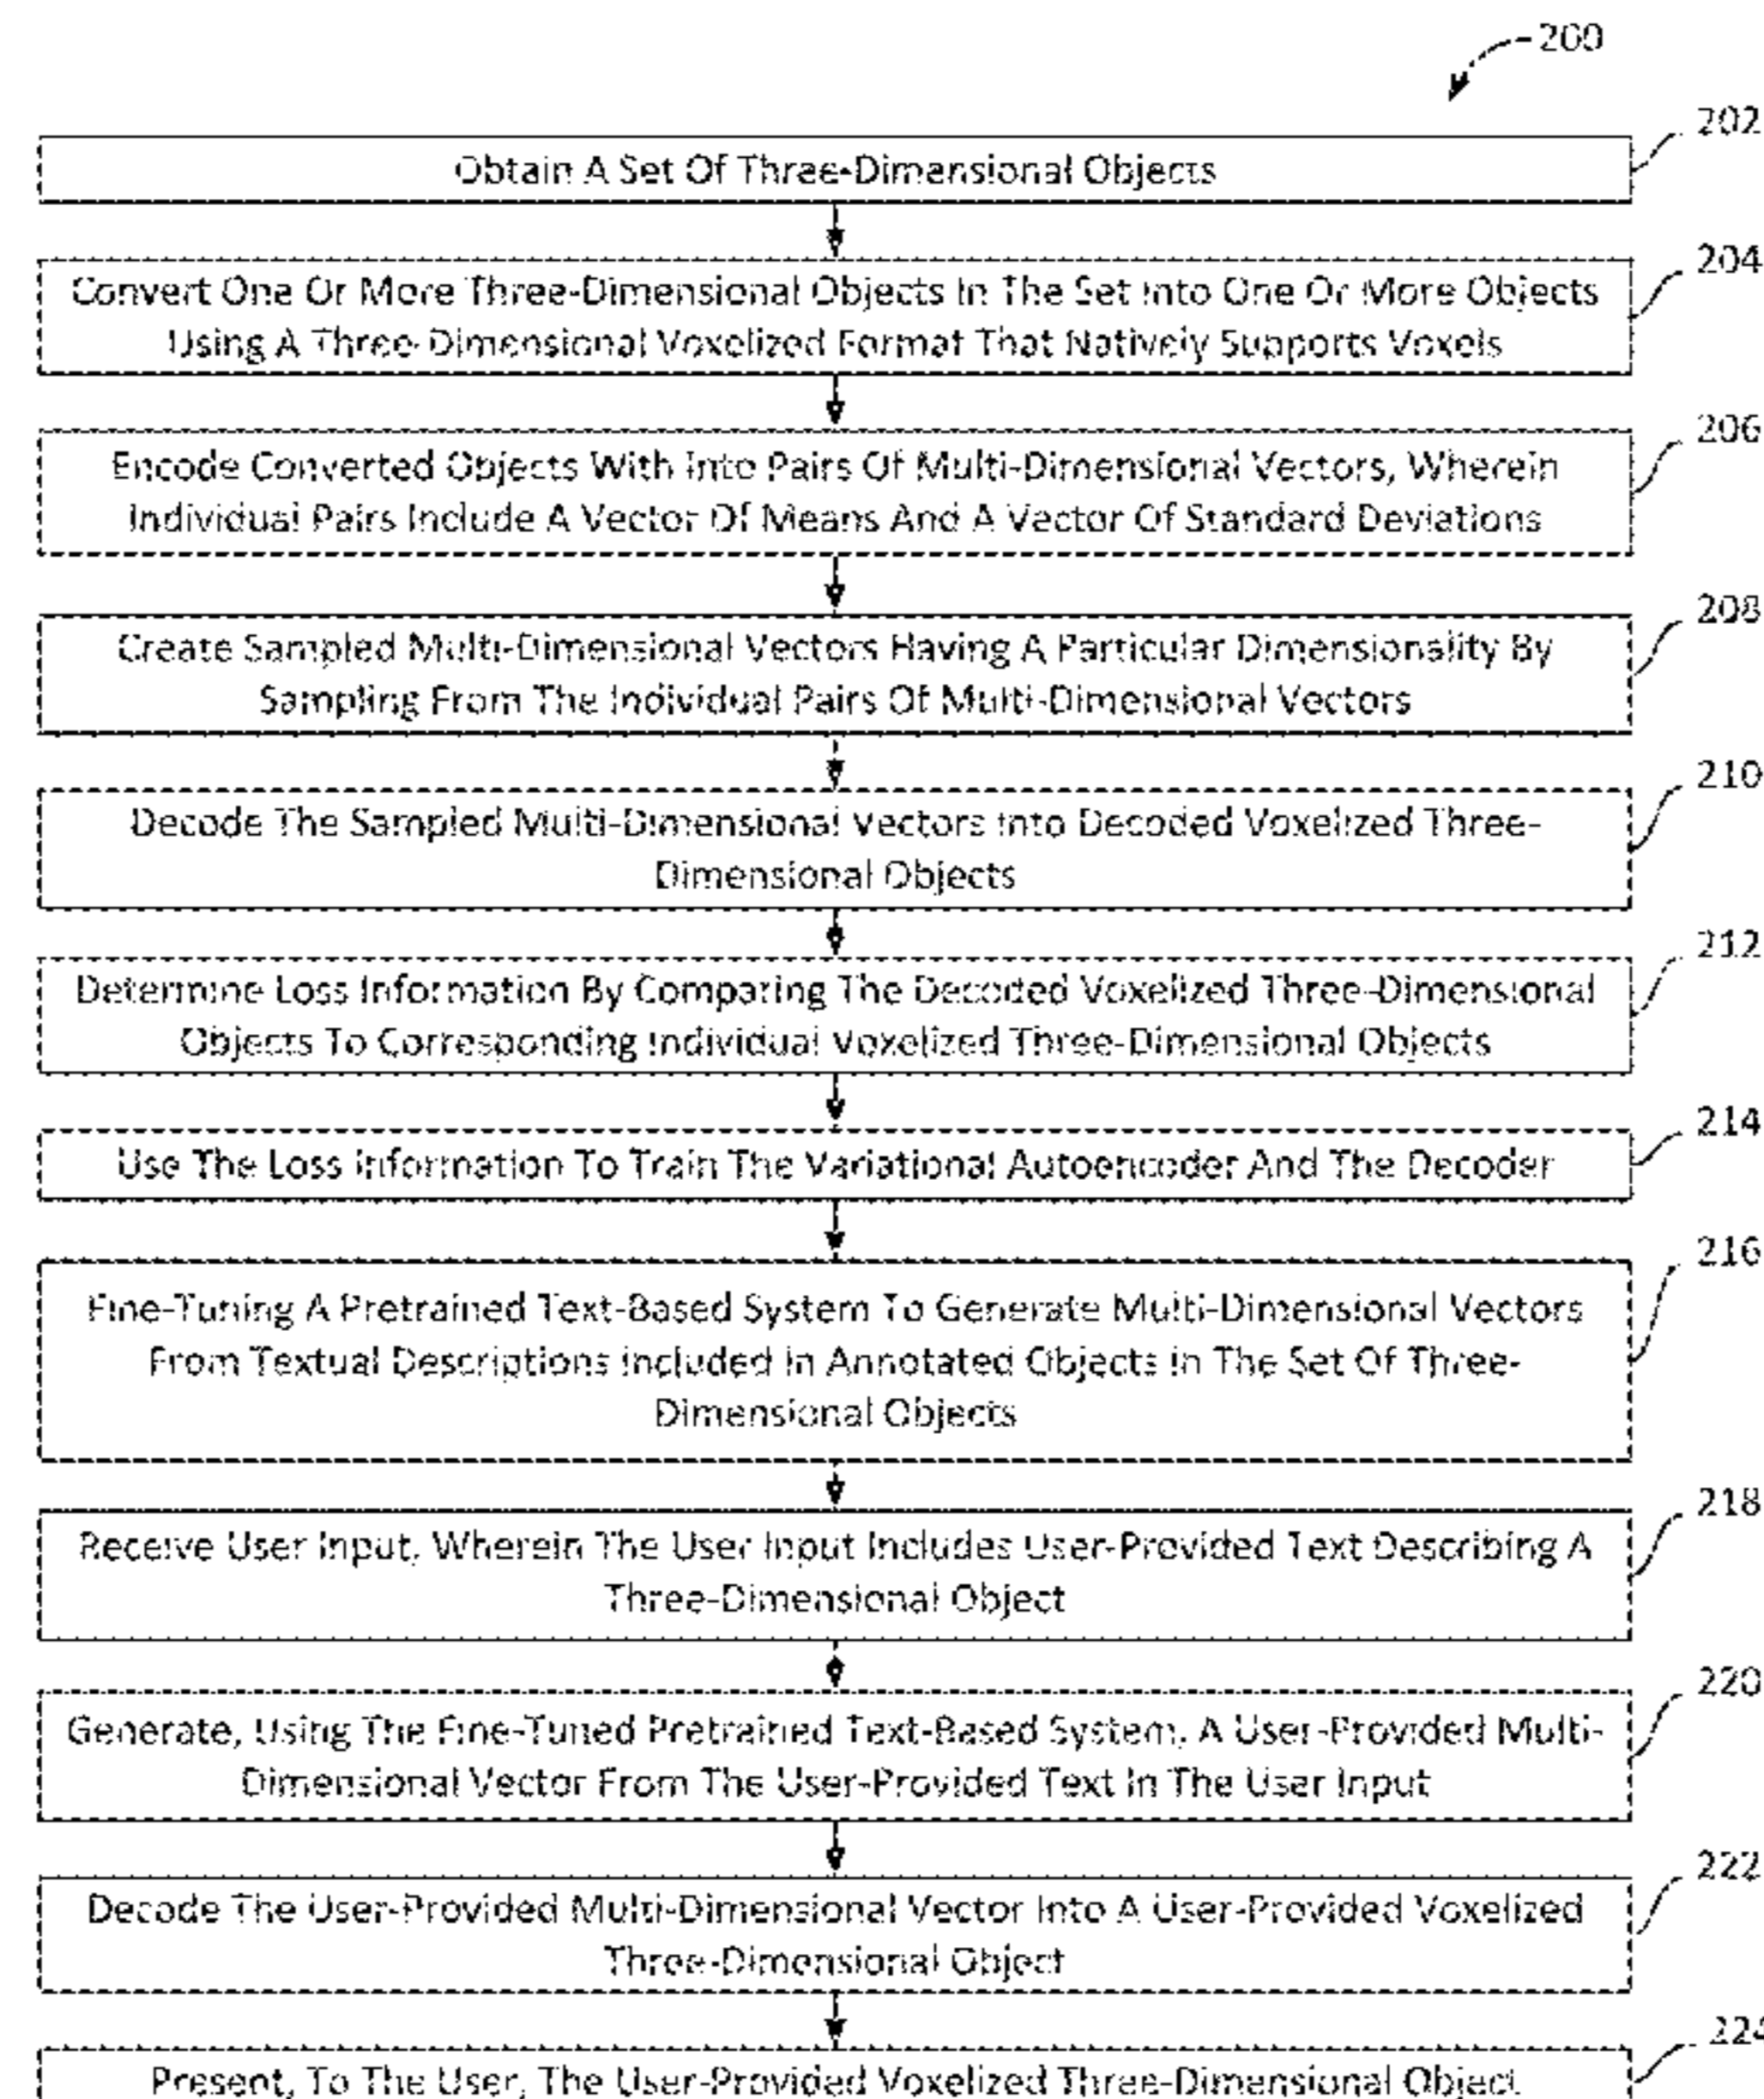 200
202
Obtain A Set Of Three-Dimensional Objects
204
Convert One Or More Three-Dimensional Objects In The Set Into One Or More Objects
Using A Three-Dimensional Voxelized Format That Natively Supports Voxels
206
Encode Converted Objects With Into Pairs Of Multi-Dimensional Vectors, Wherein
Individual Pairs Include A Vector Of Means And A Vector Of Standard Deviations
208
Create Sampled Multi-Dimensional Vectors Having A Particular Dimensionality By
Sampling From The Individual Pairs Of Multi-Dimensional Vectors
210
Decode The Sampled Multi-Dimensional Vectors Into Decoded Voxelized Three-
Dimensional Objects
212
Determine Loss Information By Comparing The Decoded Voxelized Three-Dimensional
Objects To Corresponding Individual Voxelized Three-Dimensional Objects
214
Use The Loss Information To Train The Variational Autoencoder And The Decoder
216
Fine-Tuning A Pretrained Text-Based System To Generate Multi-Dimensional Vectors
From Textual Descriptions Included In Annotated Objects In The Set Of Three-
Dimensional Objects
218
Receive User Input, Wherein The User Input Includes User-Provided Text Describing A
Three-Dimensional Object
220
Generate, Using The Fine-Tuned Pretrained Text-Based System, A User-Provided Multi-
Dimensional Vector From The User-Provided Text In The User Input
222
Decode The User-Provided Multi-Dimensional Vector Into A User-Provided Voxelized
Three-Dimensional Object
224
Present, To The User, The User-Provided Voxelized Three-Dimensional Object